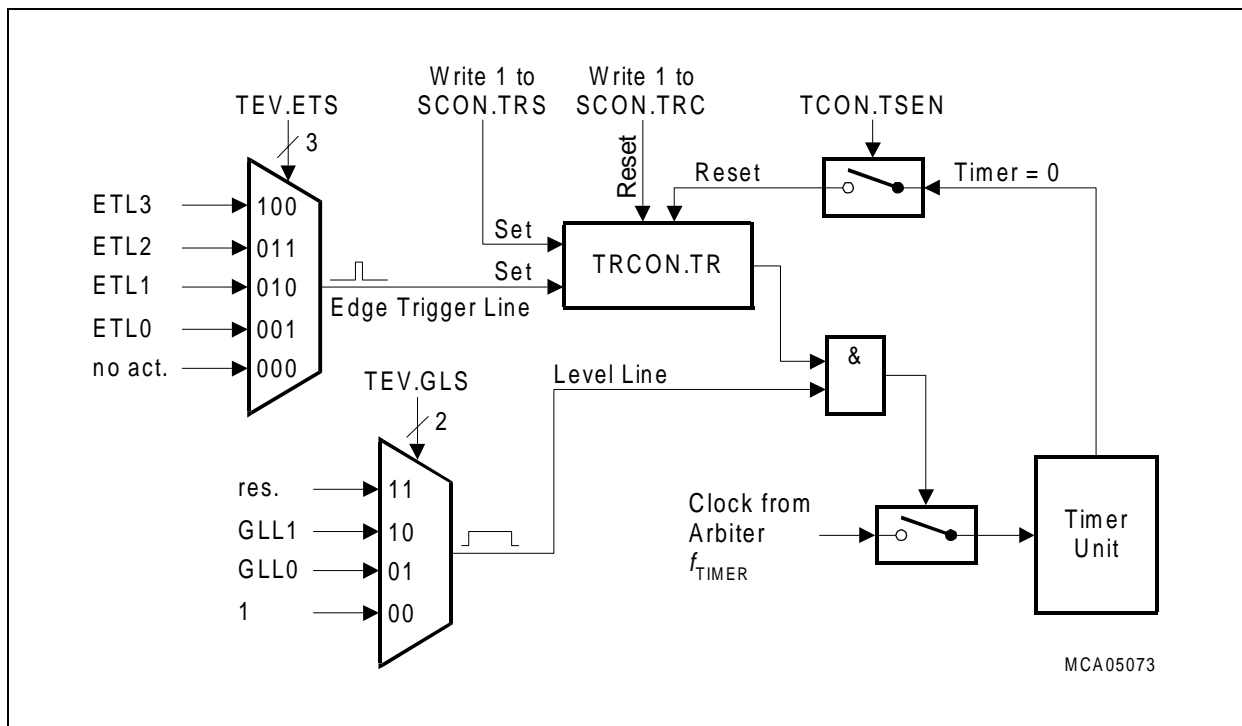 Write 1 to
SCON.TRS
Write 1 to
SCON.TRC
TEV.ETS
TCON.TSEN
3
Reset
Reset
Timer = 0
ETL3
100
ETL2
011
ETL1
010
ETL0
001
no act.
000
Set
Set
Edge Trigger Line
TRCON.TR
&
TEV.GLS
2
Level Line
res.
11
GLL1
10
GLL0
01
1
00
Clock from
Arbiter
fTIMER
Timer
Unit
MCA05073